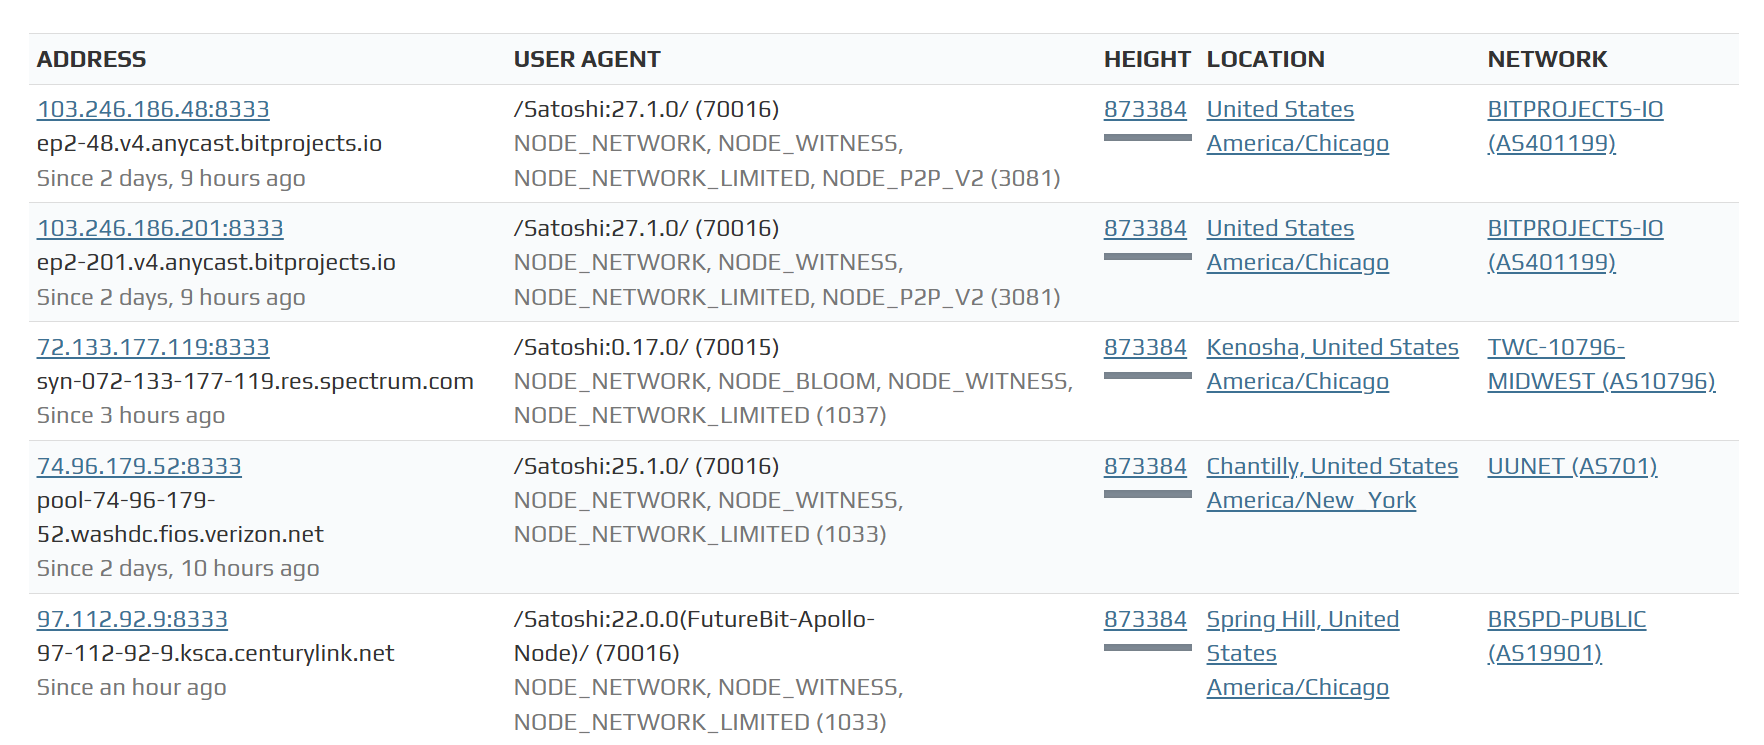 ADDRESS USER AGENT HEIGHT LOCATION NETWORK
103.246.186.48:8333 /Satoshi:27.1.0/ (70016) 873384 United States BITPROJECTS-IO
ep2-48.v4.anycast.bitprojects.io NODE_NETWORK, NODE_WITNESS, America/Chicago (AS401199)
Since 2 days, 9 hours ago NODE_NETWORK_LIMITED, NODE_P2P_V2 (3081)
103.246.186.201:8333 /Satoshi:27.1.0/ (70016) 873384 United States BITPROJECTS-IO
ep2-201.v4.anycast.bitprojects.io NODE_NETWORK, NODE_WITNESS, America/Chicago (AS401199)
Since 2 days, 9 hours ago NODE_NETWORK_LIMITED, NODE_P2P_V2 (3081)
72.133.177.119:8333 /Satoshi:0.17.0/ (70015) 873384 Kenosha, United States TWC-10796-
syn-072-133-177-119.res.spectrum.com NODE_NETWORK, NODE_BLOOM, NODE_WITNESS, America/Chicago MIDWEST (AS10796)
Since 3 hours ago NODE_NETWORK_LIMITED (1037)
74.96.179.52:8333 /Satoshi:25.1.0/ (70016) 873384 Chantilly, United States UUNET (AS701)
pool-74-96-179- NODE_NETWORK, NODE_WITNESS, America/New_York
52.washdc.fios.verizon.net NODE_NETWORK_LIMITED (1033)
Since 2 days, 10 hours ago
97.112.92.9:8333 /Satoshi:22.0.0(FutureBit-Apollo- 873384 Spring Hill, United BRSPD-PUBLIC
97-112-92-9.ksca.centurylink.net Node)/ (70016) States (AS19901)
Since an hour ago NODE_NETWORK, NODE_WITNESS, America/Chicago
NODE_NETWORK_LIMITED (1033)